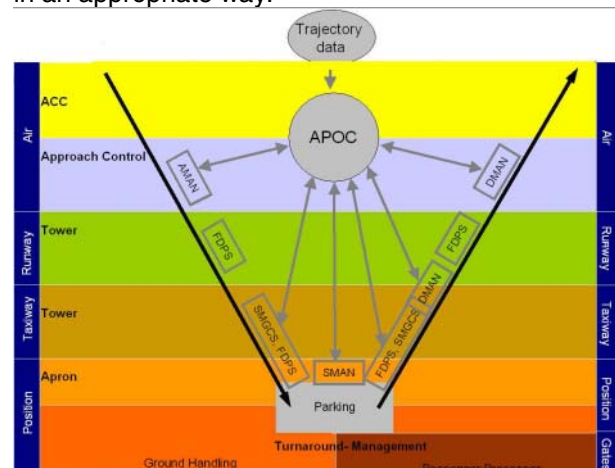 in an appropriate way.
Trajectory
data
ACC
APOC
Air
Air
Approach Control
AMAN
DMAN
Runway
Tower
FDPS
FDPS
Runway
Taxiway
Tower
SMGCS, FDPS
FDPS, SMGCS, DMAN
Taxiway
Apron
SMAN
Position
Parking
Position
Turnaround- Management
Ground Handling
Gate